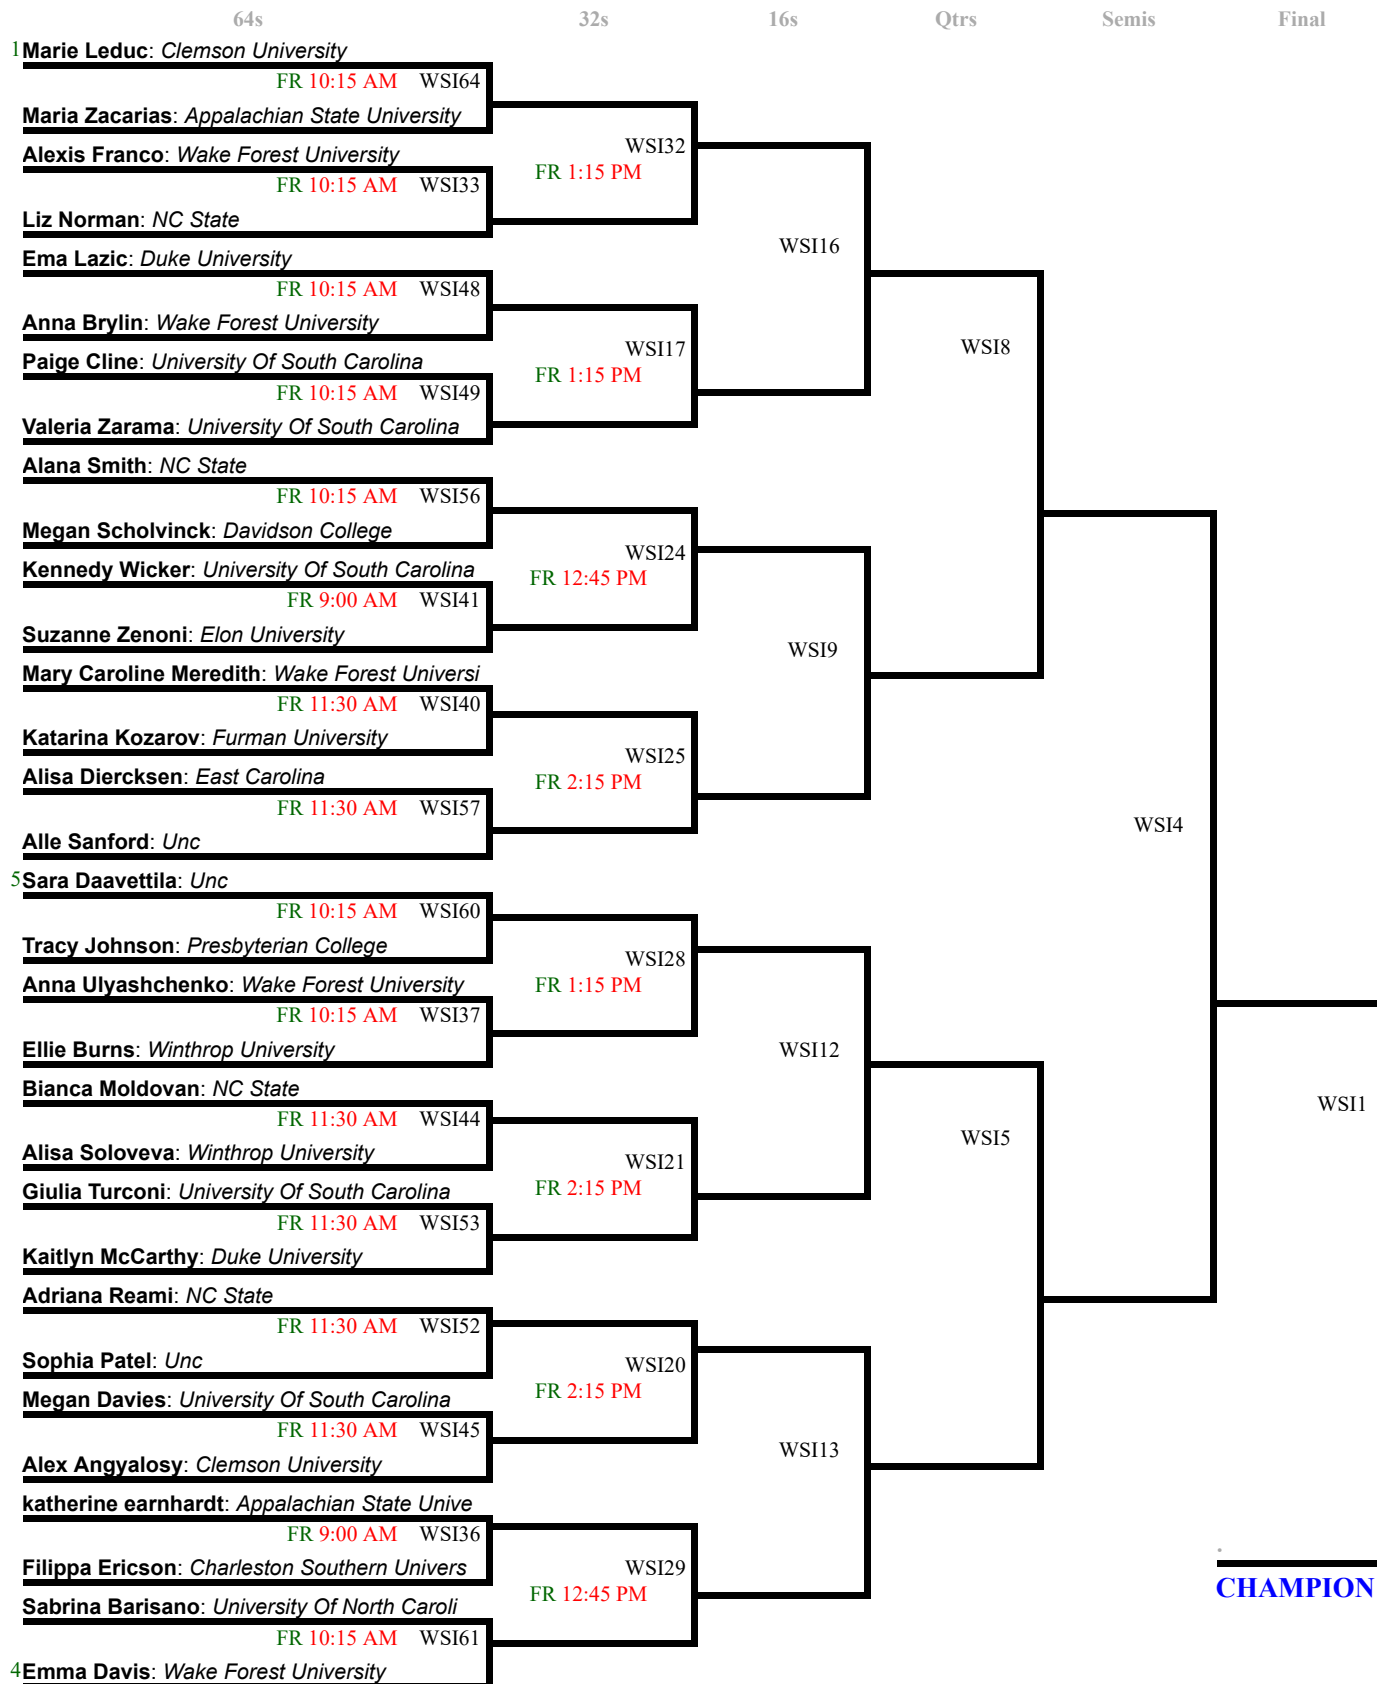 64s 32s 16s Qtrs Semis Final
1 Marie Leduc: Clemson University
FR 10:15 AM WSI64
Maria Zacarias: Appalachian State University
WSI32
Alexis Franco: Wake Forest University
FR 1:15 PM
FR 10:15 AM WSI33
Liz Norman: NC State
WSI16
Ema Lazic: Duke University
FR 10:15 AM WSI48
Anna Brylin: Wake Forest University
WSI17
WSI8
Paige Cline: University Of South Carolina
FR 1:15 PM
FR 10:15 AM WSI49
Valeria Zarama: University Of South Carolina
Alana Smith: NC State
FR 10:15 AM WSI56
Megan Scholvinck: Davidson College
WSI24
Kennedy Wicker: University Of South Carolina
FR 12:45 PM
FR 9:00 AM WSI41
Suzanne Zenoni: Elon University
WSI9
Mary Caroline Meredith: Wake Forest Universi
FR 11:30 AM WSI40
Katarina Kozarov: Furman University
WSI25
Alisa Diercksen: East Carolina
FR 2:15 PM
FR 11:30 AM WSI57
WSI4
Alle Sanford: Unc
5 Sara Daavettila: Unc
FR 10:15 AM WSI60
Tracy Johnson: Presbyterian College
WSI28
Anna Ulyashchenko: Wake Forest University
FR 1:15 PM
FR 10:15 AM WSI37
Ellie Burns: Winthrop University
WSI12
Bianca Moldovan: NC State
WSI1
FR 11:30 AM WSI44
WSI5
Alisa Soloveva: Winthrop University
WSI21
Giulia Turconi: University Of South Carolina
FR 2:15 PM
FR 11:30 AM WSI53
Kaitlyn McCarthy: Duke University
Adriana Reami: NC State
FR 11:30 AM WSI52
Sophia Patel: Unc
WSI20
Megan Davies: University Of South Carolina
FR 2:15 PM
FR 11:30 AM WSI45
WSI13
Alex Angyalosy: Clemson University
katherine earnhardt: Appalachian State Unive
FR 9:00 AM WSI36
Filippa Ericson: Charleston Southern Univers
WSI29
CHAMPION
FR 12:45 PM
Sabrina Barisano: University Of North Caroli
FR 10:15 AM WSI61
4 Emma Davis: Wake Forest University